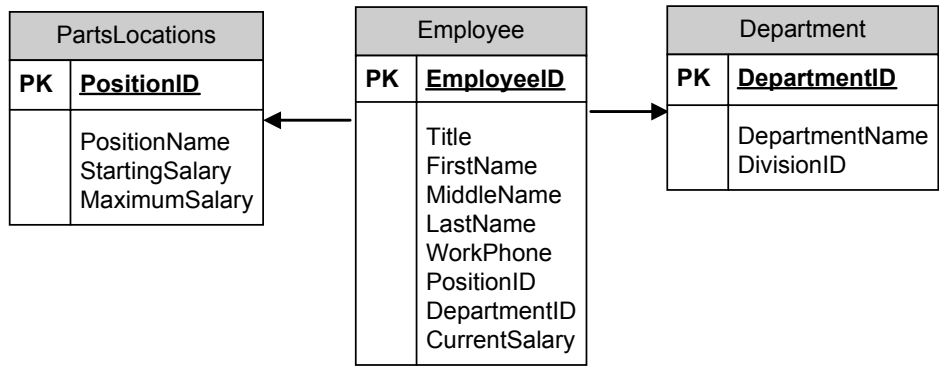 PartsLocations
PK PositionID
PositionName
StartingSalary
MaximumSalary
Employee
PK EmployeeID
Title
FirstName
MiddleName
LastName
WorkPhone
PositionID
DepartmentID
CurrentSalary
Department
PK DepartmentID
DepartmentName
DivisionID